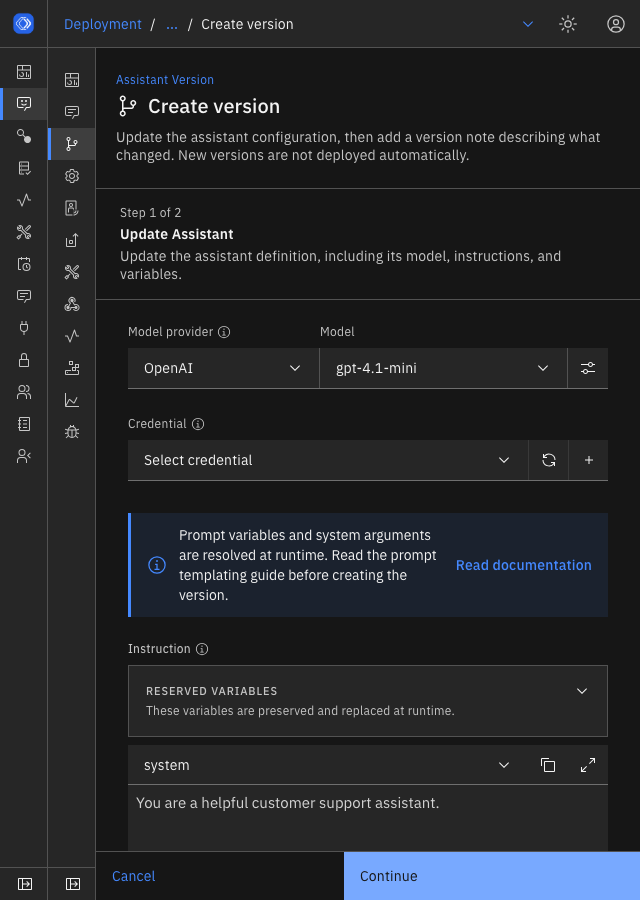 Deployment / ... / Create version
Assistant Version
Create version
Update the assistant configuration, then add a version note describing what
changed. New versions are not deployed automatically.
Step 1 of 2
Update Assistant
Update the assistant definition, including its model, instructions, and
variables.
Model provider Model
OpenAI gpt-4.1-mini
Credential
Select credential
Prompt variables and system arguments
are resolved at runtime. Read the prompt
templating guide before creating the
version.
Read documentation
Instruction
RESERVED VARIABLES
These variables are preserved and replaced at runtime.
system
You are a helpful customer support assistant.
Cancel Continue